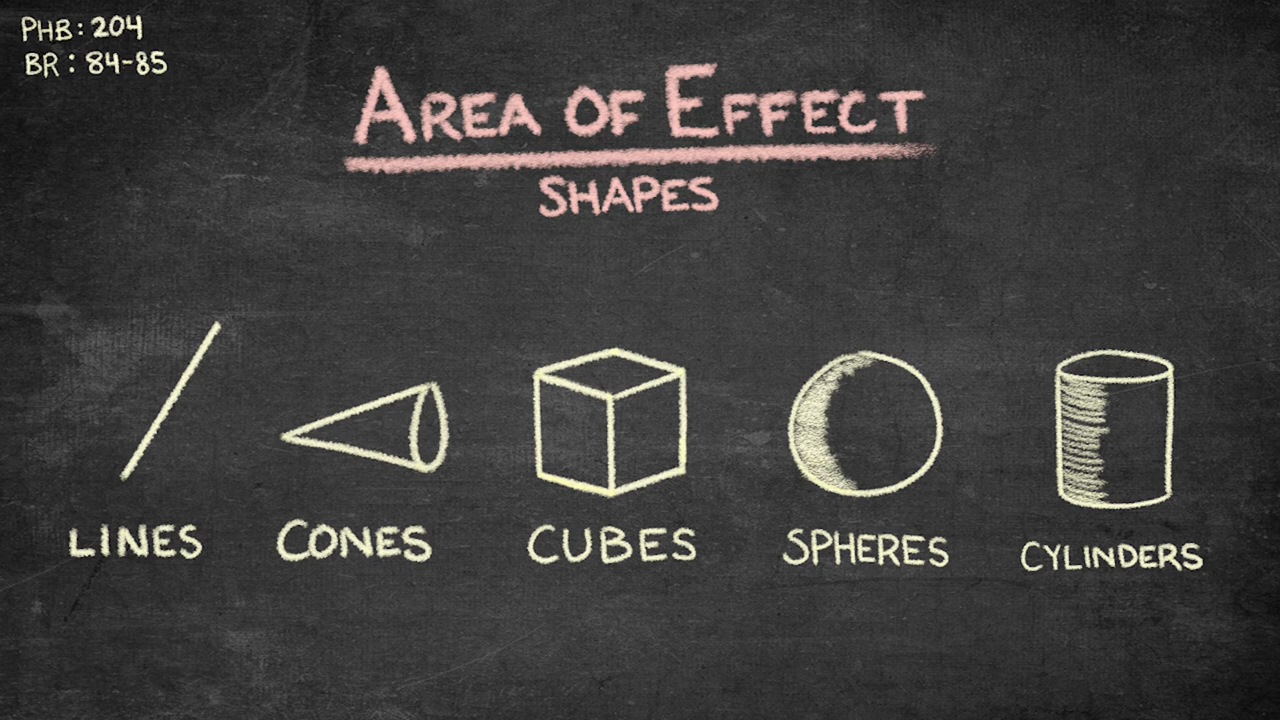 PHB: 204
BR: 84-85
AREA OF EFFECT
SHAPES
LINES
CONES
CUBES
SPHERES
CYLINDERS